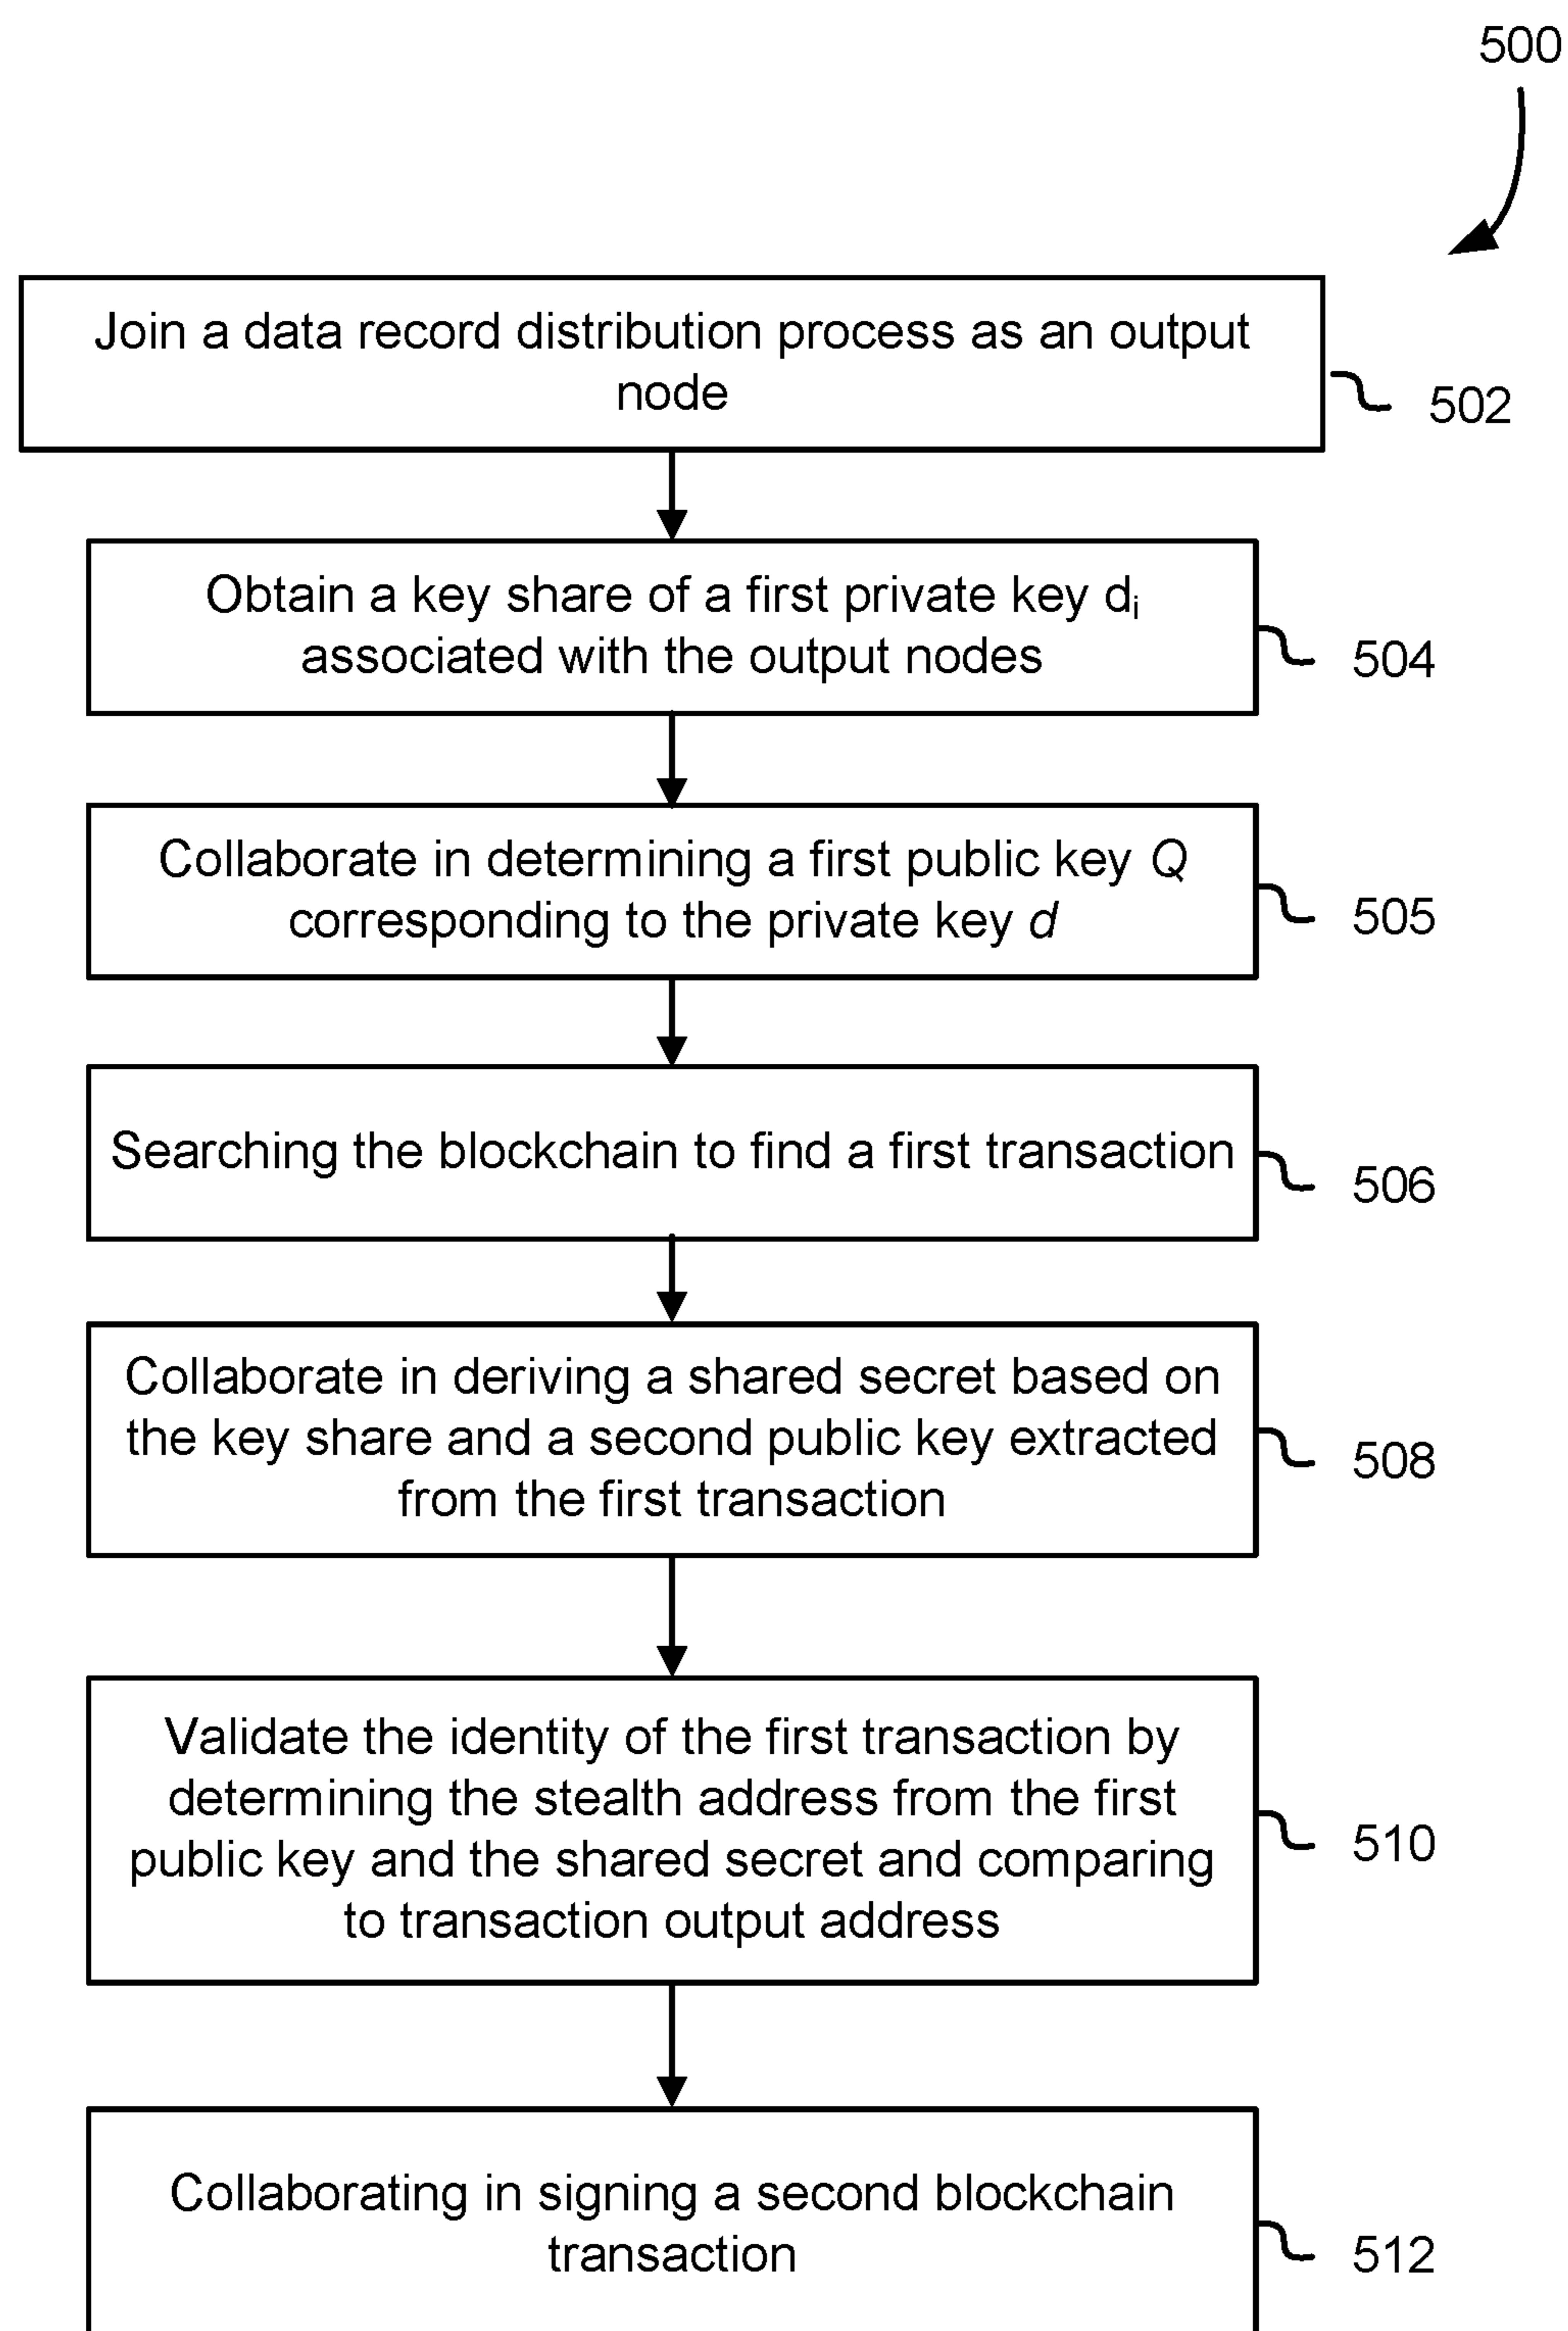 500
Join a data record distribution process as an output
node
502
Obtain a key share of a first private key di
associated with the output nodes
504
Collaborate in determining a first public key Q
corresponding to the private key d
505
Searching the blockchain to find a first transaction
506
Collaborate in deriving a shared secret based on
the key share and a second public key extracted
from the first transaction
508
Validate the identity of the first transaction by
determining the stealth address from the first
public key and the shared secret and comparing
to transaction output address
510
Collaborating in signing a second blockchain
transaction
512